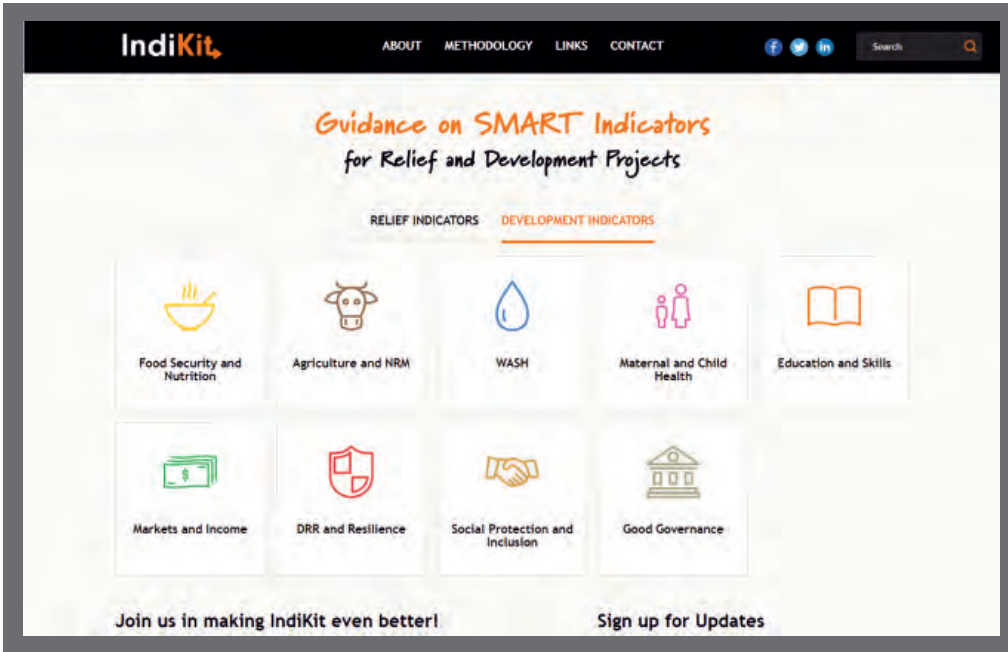 IndiKit
ABOUT METHODOLOGY LINKS CONTACT
f in
Search
Guidance on SMART Indicators
for Relief and Development Projects
RELIEF INDICATORS DEVELOPMENT INDICATORS
Food Security and
Nutrition
Agriculture and NRM
WASH
Maternal and Child
Health
Education and Skills
$
Markets and Income
DRR and Resilience
Social Protection and
Inclusion
Good Governance
Join us in making IndiKit even better!
Sign up for Updates